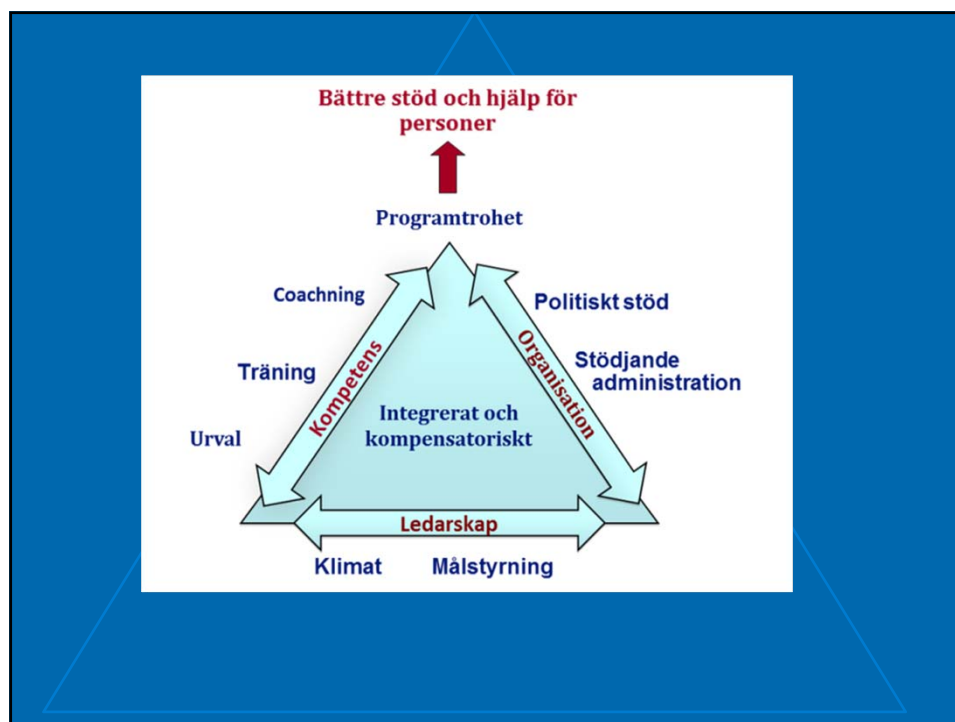 Bättre stöd och hjälp för
personer
Programtrohet
Coachning
Politiskt stöd
Träning
Kompetens
Organisation
Stödjande
administration
Urval
Integrerat och
kompensatoriskt
Ledarskap
Klimat
Målstyrning